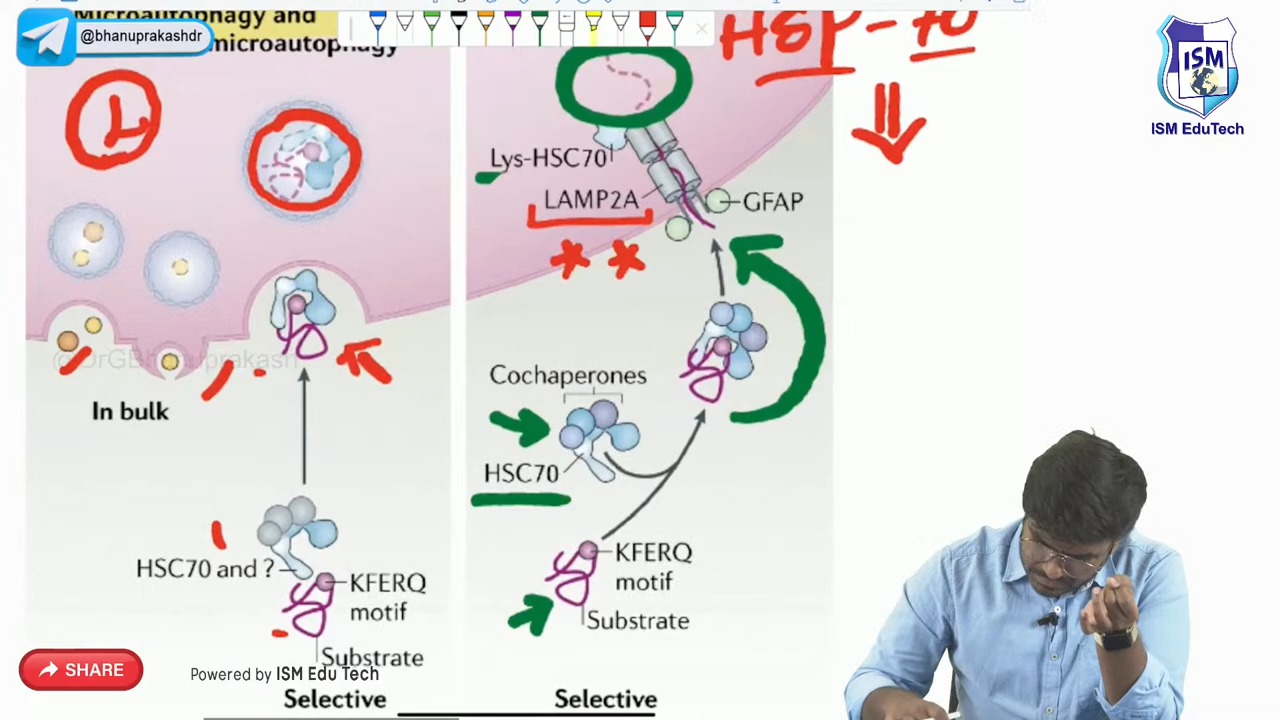 Microautophagy and
microautophagy
@bhanuprakashdr
HSP-70
ISM
ISM EduTech
L
Lys-HSC70
LAMP2A
GFAP
@DrGBhanuprakash
In bulk
Cochaperones
HSC70
HSC70 and ?
KFERQ
motif
Substrate
KFERQ
motif
Substrate
SHARE
Powered by ISM Edu Tech
Selective
Selective